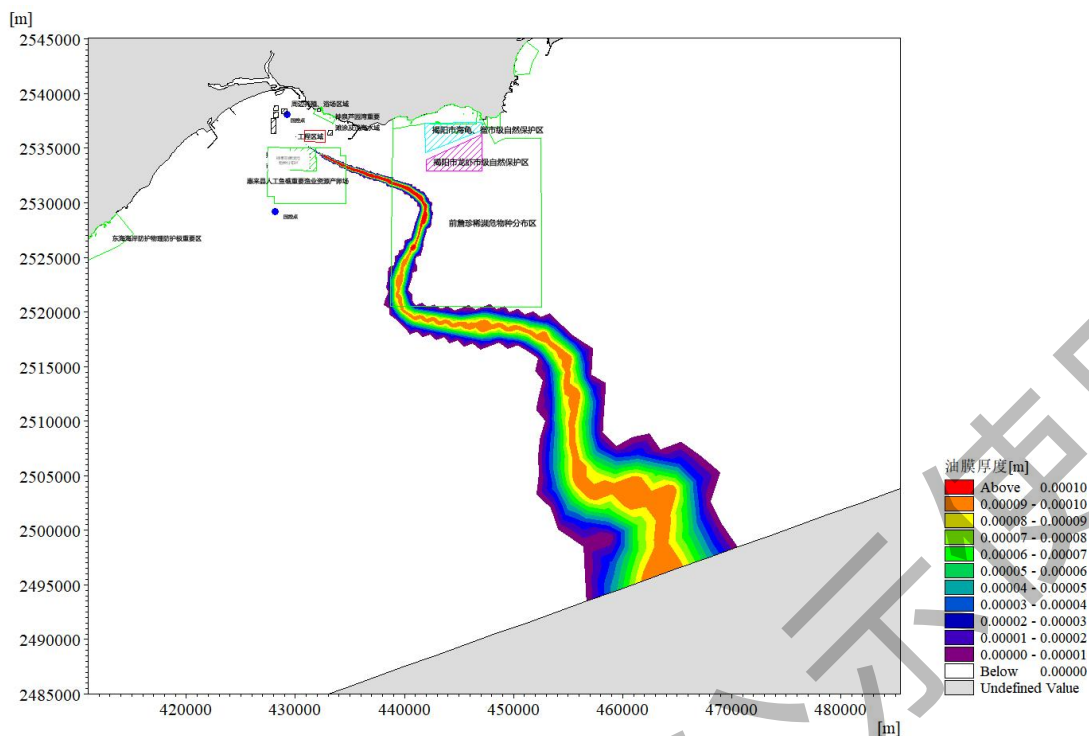 [m]
2545000
2540000
2535000
2530000
2525000
2520000
2515000
2510000
2505000
2500000
2495000
2490000
2485000
420000
430000
440000
450000
460000
470000
480000
[m]
工程区域
揭阳市海龟、鲎市级自然保护区
揭阳市龙虾市级自然保护区
惠来县人工鱼礁重要渔业资源产卵场
前詹珍稀濒危物种分布区
东海海岸防护物理防护极重要区
油膜厚度[m]
Above 0.00010
0.00009 - 0.00010
0.00008 - 0.00009
0.00007 - 0.00008
0.00006 - 0.00007
0.00005 - 0.00006
0.00004 - 0.00005
0.00003 - 0.00004
0.00002 - 0.00003
0.00001 - 0.00002
0.00000 - 0.00001
Below 0.00000
Undefined Value
示使